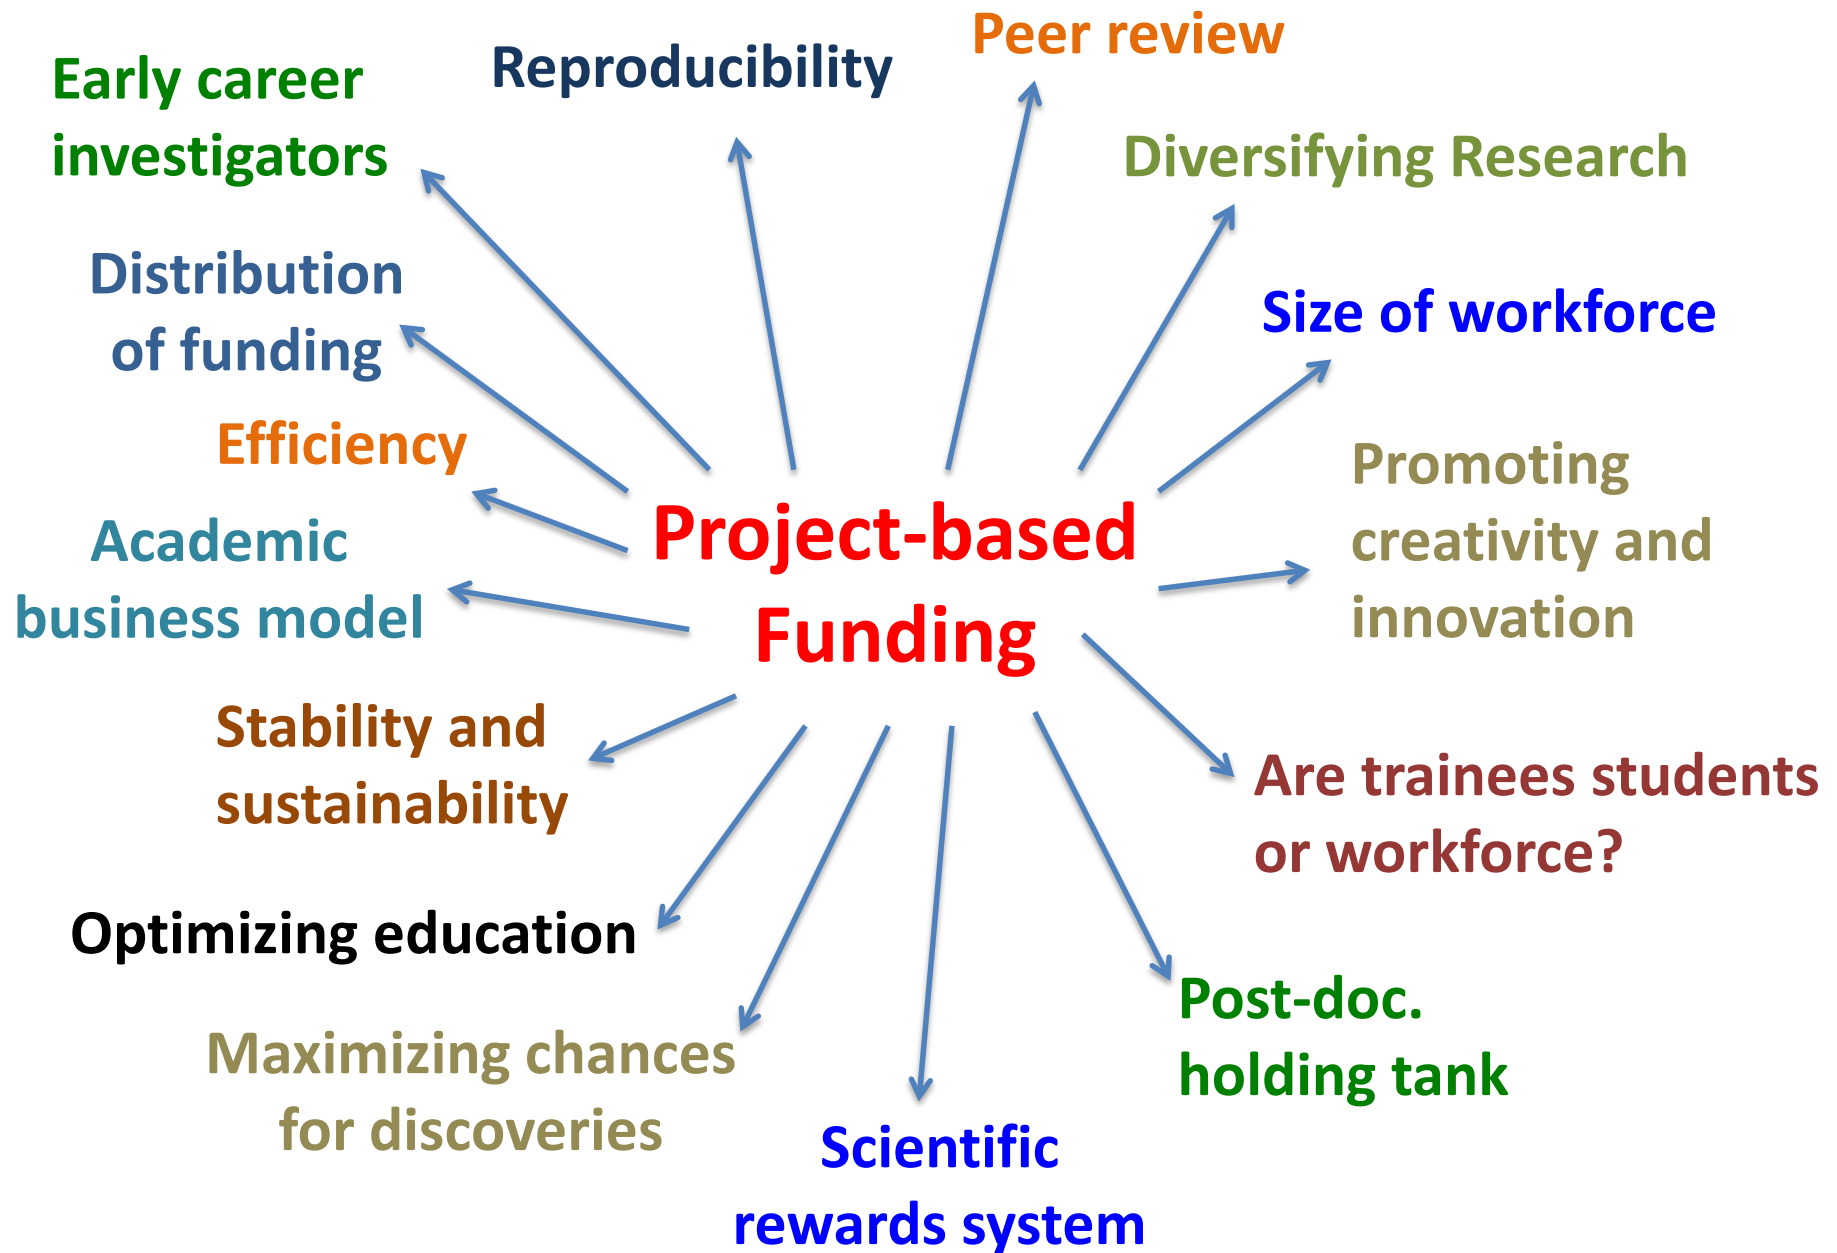 Peer review
Early career
investigators
Reproducibility
Diversifying Research
Distribution
of funding
Size of workforce
Efficiency
Promoting
creativity and
innovation
Academic
business model
Project-based
Funding
Stability and
sustainability
Are trainees students
or workforce?
Optimizing education
Post-doc.
holding tank
Maximizing chances
for discoveries
Scientific
rewards system